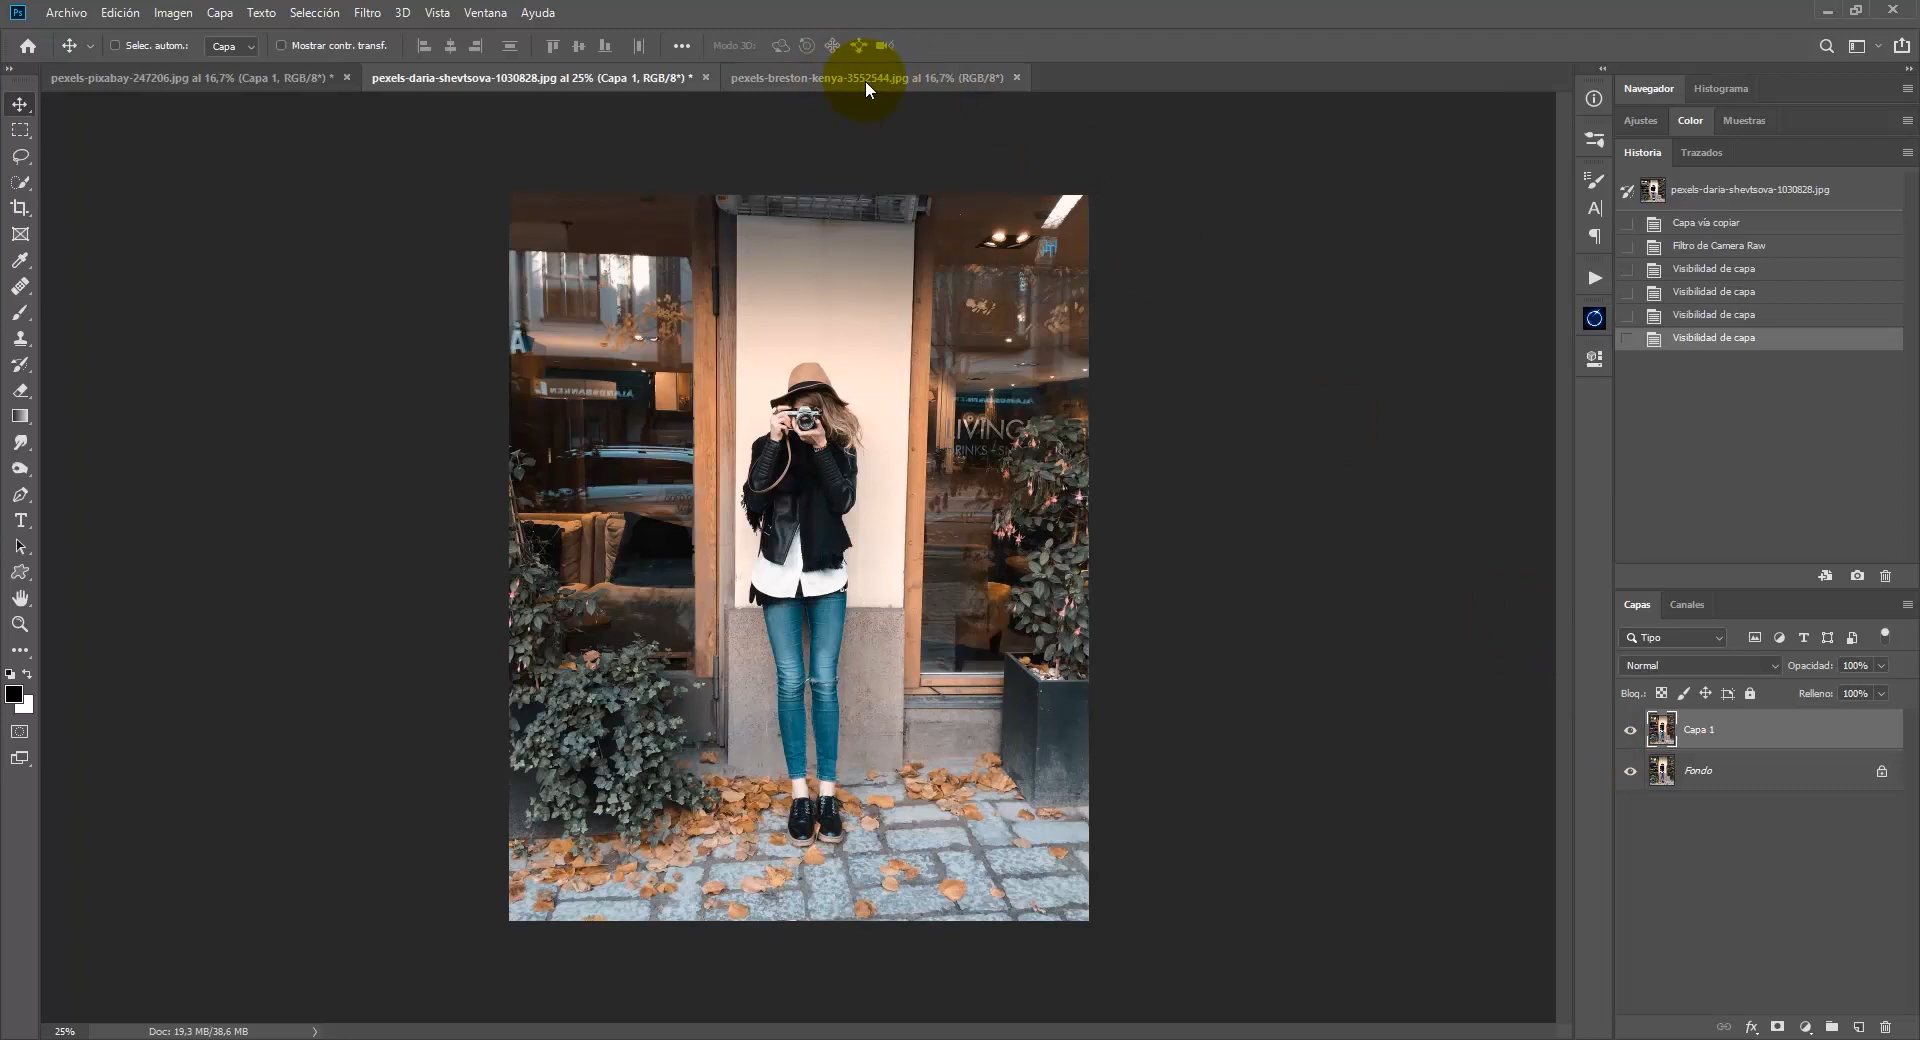 Ps Archivo Edición Imagen Capa Texto Selección Filtro 3D Vista Ventana Ayuda
Selec. autom.: Capa Mostrar contr. transf. Modo 3D:
pexels-pixabay-247206.jpg al 16,7% (Capa 1, RGB/8*) * × pexels-daria-shevtsova-1030828.jpg al 25% (Capa 1, RGB/8*) * × pexels-breston-kenya-3552544.jpg al 16,7% (RGB/8*) ×
Navegador Histograma
Ajustes Color Muestras
Historia Trazados
pexels-daria-shevtsova-1030828.jpg
Capa vía copiar
Filtro de Camera Raw
Visibilidad de capa
Visibilidad de capa
Visibilidad de capa
Visibilidad de capa
LIVING
Capas Canales
Tipo
Normal Opacidad: 100%
Bloq.: Relleno: 100%
Capa 1
Fondo
fx
25% Doc: 19,3 MB/38,6 MB